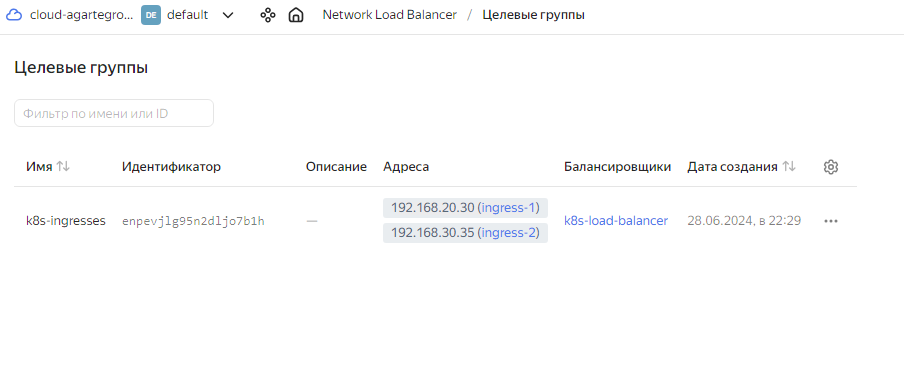 cloud-agartegro... DE default Network Load Balancer / Целевые группы
Целевые группы
Фильтр по имени или ID
Имя Идентификатор Описание Адреса Балансировщики Дата создания
k8s-ingresses enpevjlg95n2dljo7b1h — 192.168.20.30 (ingress-1) k8s-load-balancer 28.06.2024, в 22:29
192.168.30.35 (ingress-2)